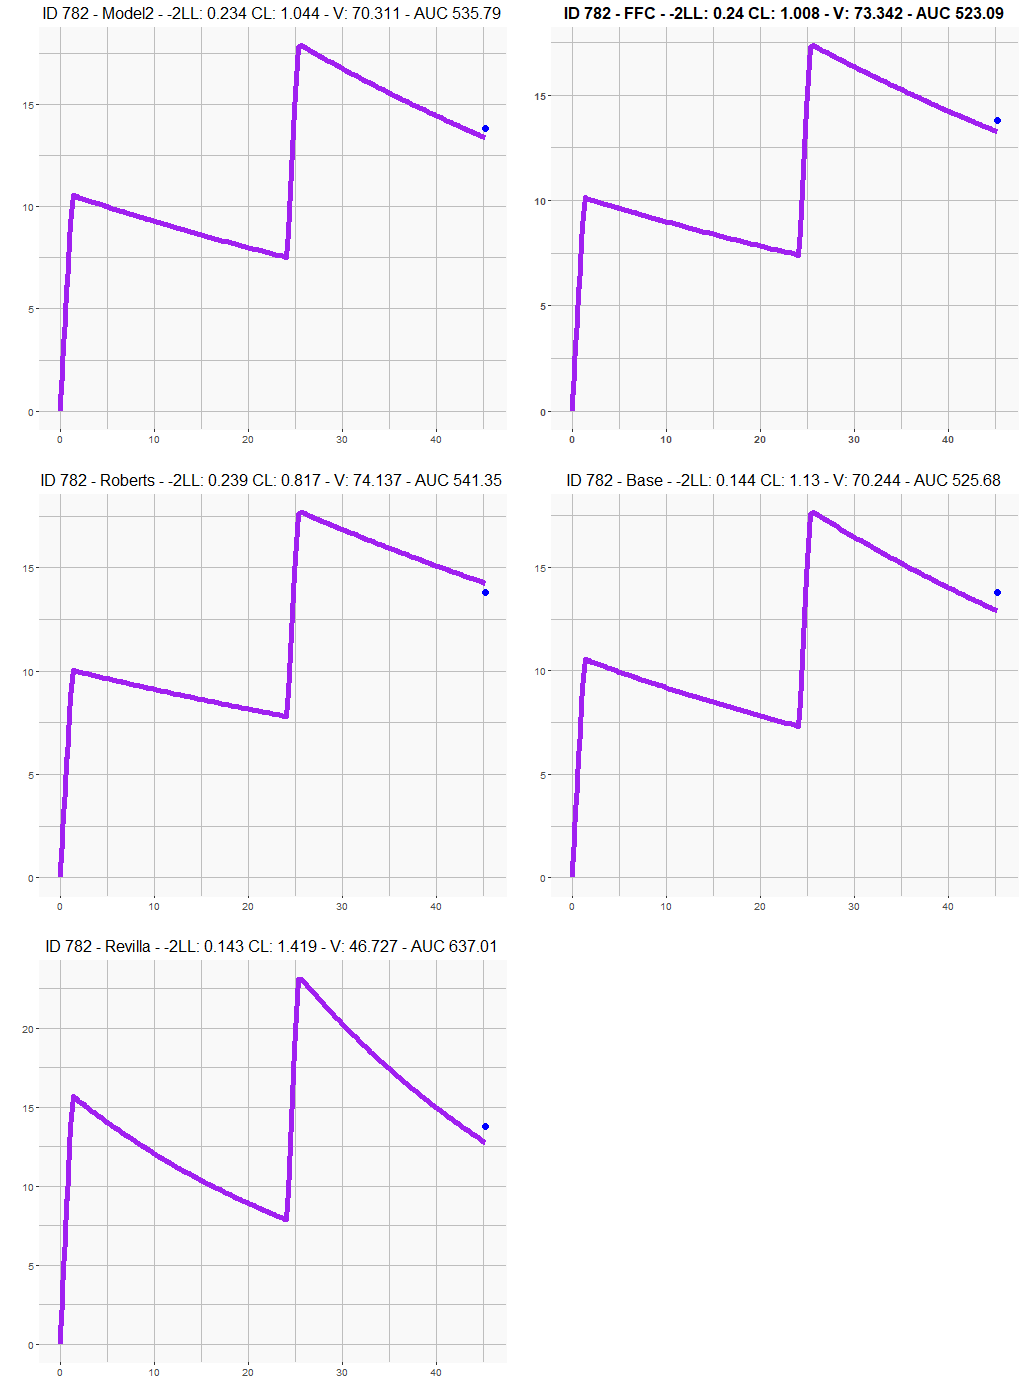 ID 782 - Model2 - -2LL: 0.234 CL: 1.044 - V: 70.311 - AUC 535.79
15
10
5
0
0 10 20 30 40
ID 782 - FFC - -2LL: 0.24 CL: 1.008 - V: 73.342 - AUC 523.09
15
10
5
0
0 10 20 30 40
ID 782 - Roberts - -2LL: 0.239 CL: 0.817 - V: 74.137 - AUC 541.35
15
10
5
0
0 10 20 30 40
ID 782 - Base - -2LL: 0.144 CL: 1.13 - V: 70.244 - AUC 525.68
15
10
5
0
0 10 20 30 40
ID 782 - Revilla - -2LL: 0.143 CL: 1.419 - V: 46.727 - AUC 637.01
20
15
10
5
0
0 10 20 30 40